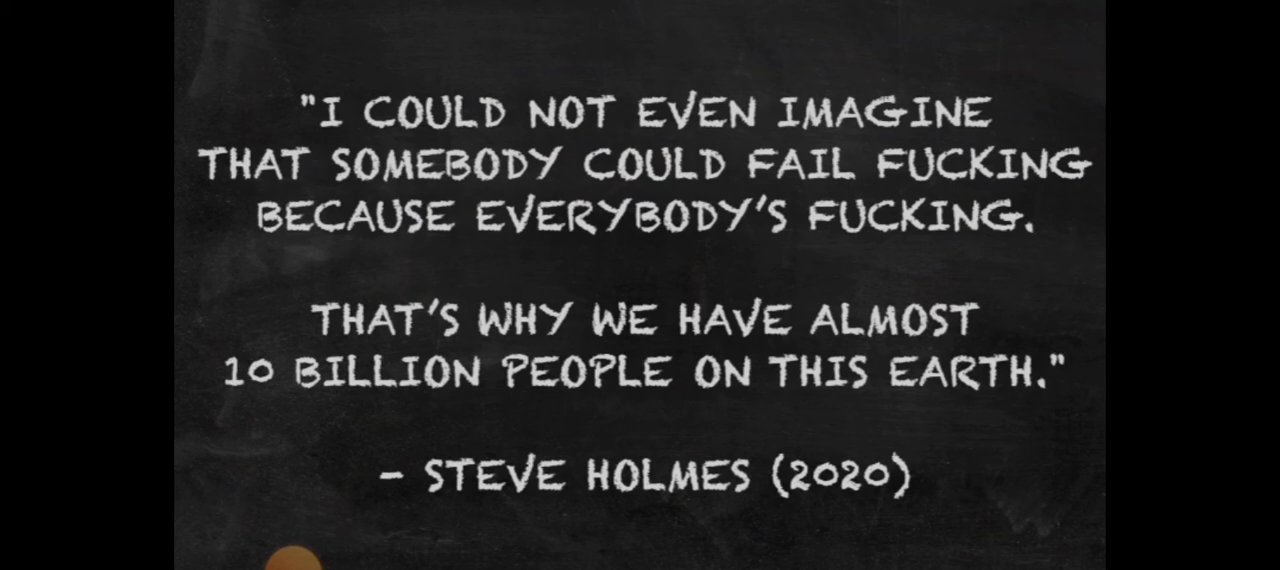 "I COULD NOT EVEN IMAGINE
THAT SOMEBODY COULD FAIL FUCKING
BECAUSE EVERYBODY'S FUCKING.
THAT'S WHY WE HAVE ALMOST
10 BILLION PEOPLE ON THIS EARTH."
- STEVE HOLMES (2020)